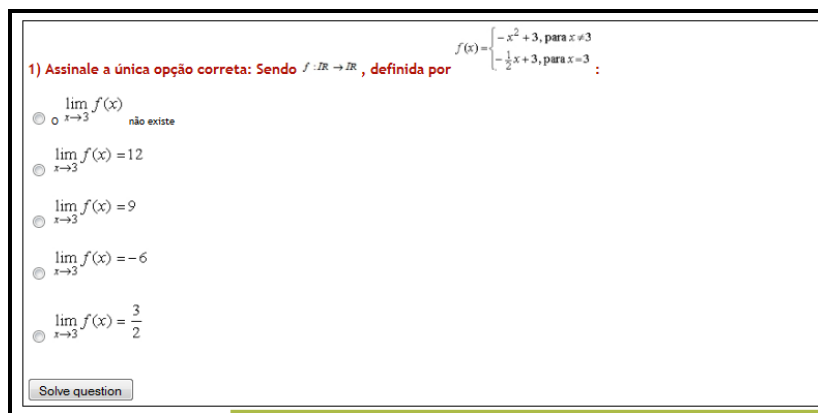 1) Assinale a única opção correta: Sendo f : IR → IR , definida por f(x) = { -x² + 3, para x ≠ 3
- 1/2 x + 3, para x = 3 :
O lim x→3 f(x) não existe
lim x→3 f(x) = 12
lim x→3 f(x) = 9
lim x→3 f(x) = -6
lim x→3 f(x) = 3/2
Solve question